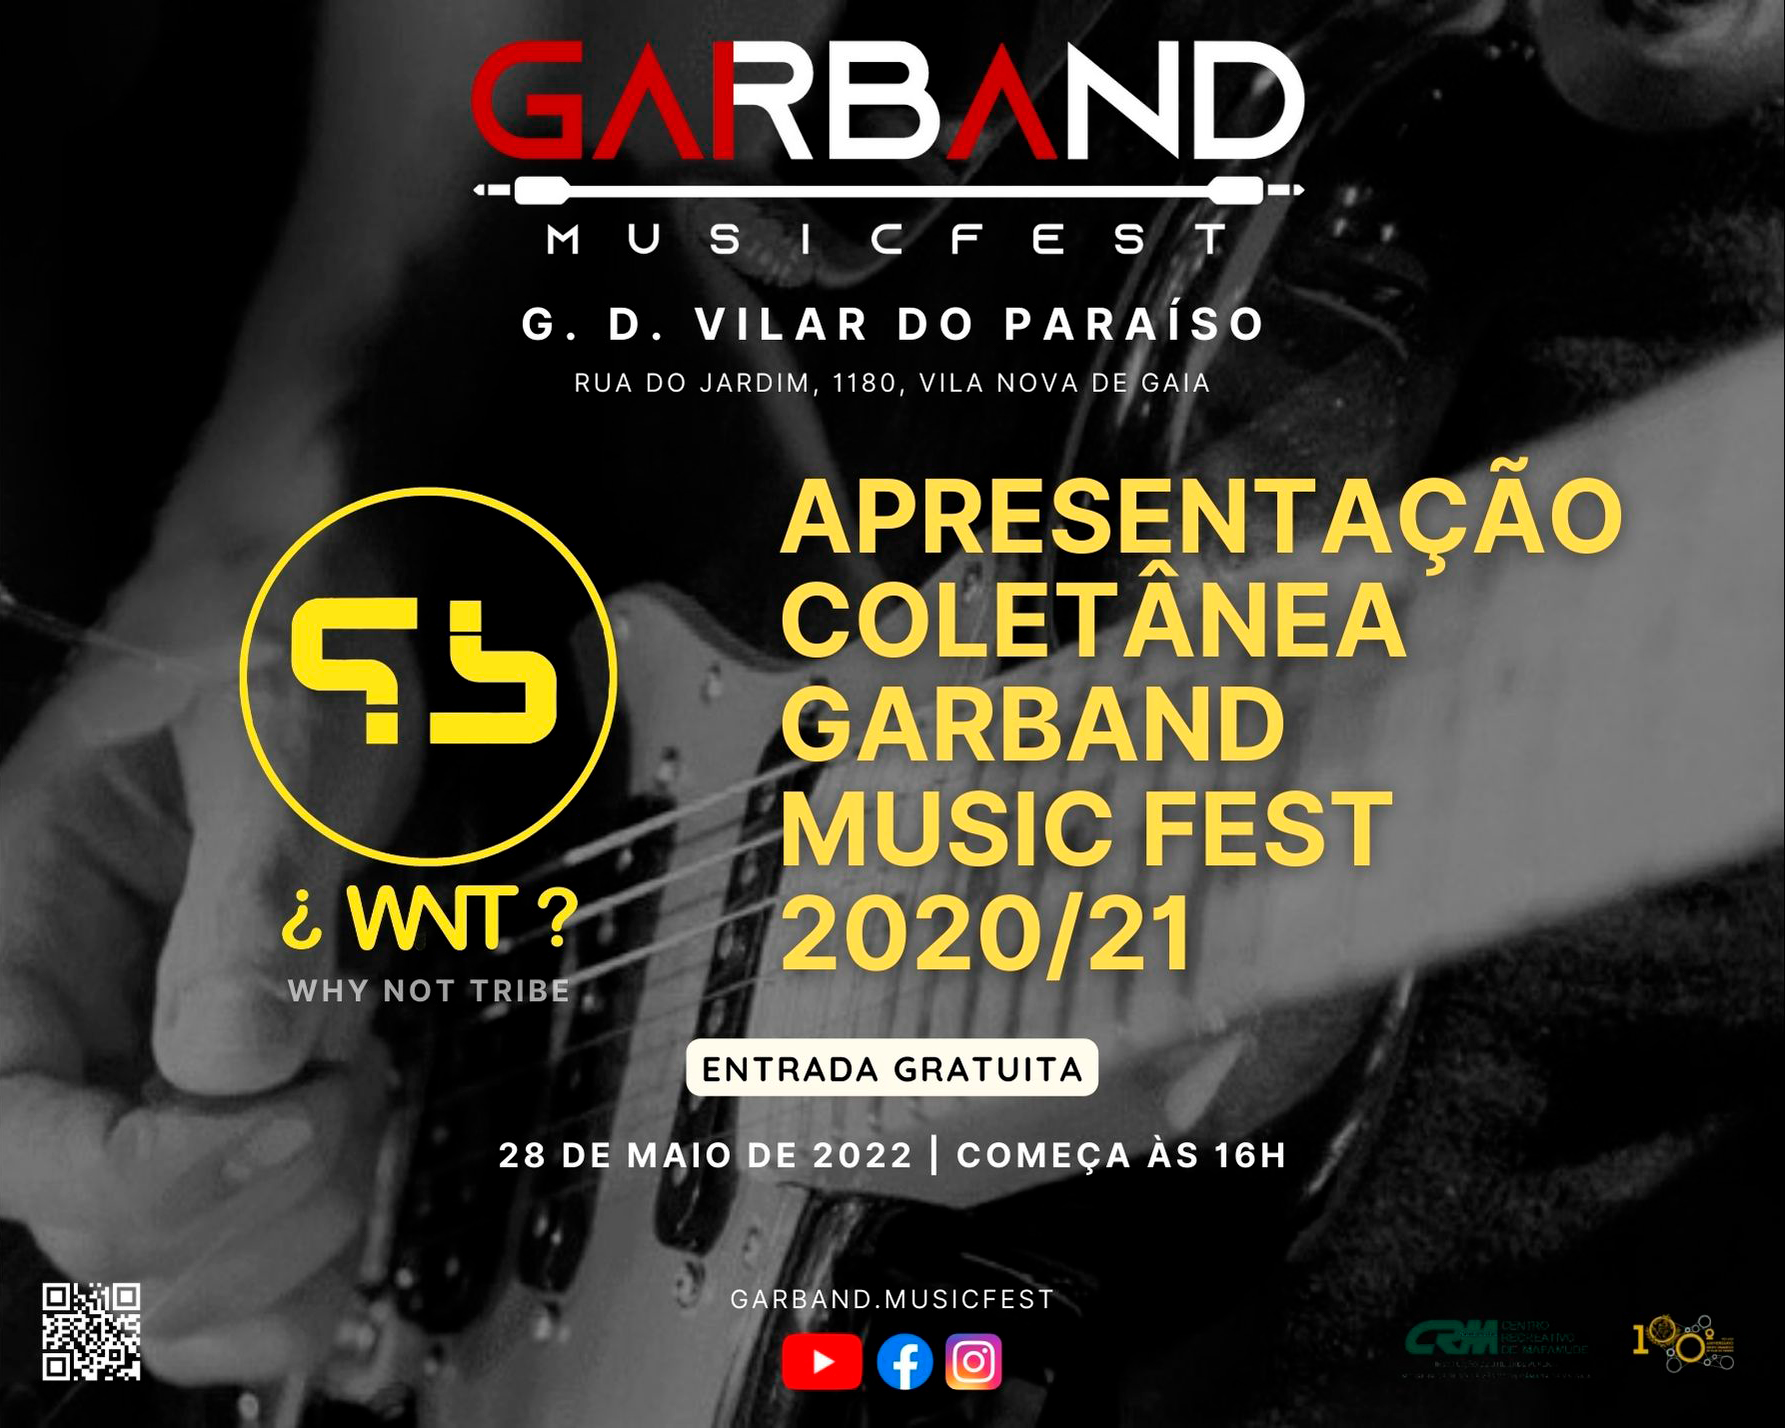 GARBAND
MUSICFEST
G. D. VILAR DO PARAÍSO
RUA DO JARDIM, 1180, VILA NOVA DE GAIA
APRESENTAÇÃO
COLETÂNEA
GARBAND
MUSIC FEST
2020/21
¿ WNT ?
WHY NOT TRIBE
ENTRADA GRATUITA
28 DE MAIO DE 2022 | COMEÇA ÀS 16H
GARBAND.MUSICFEST
CRM
CENTRO
RECREATIVO
DE MAFAMUDE
100º